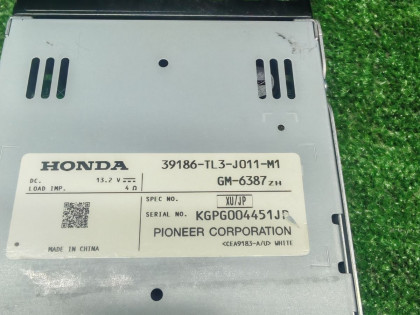 HONDA 39186-TL3-J011-M1
DC. 13.2 V GM-6387 ZH
LOAD IMP. 4 Ω
SPEC NO. XU/JP
SERIAL NO. KGPG004451JP
PIONEER CORPORATION
MADE IN CHINA <CEA9183-A/U> WHITE